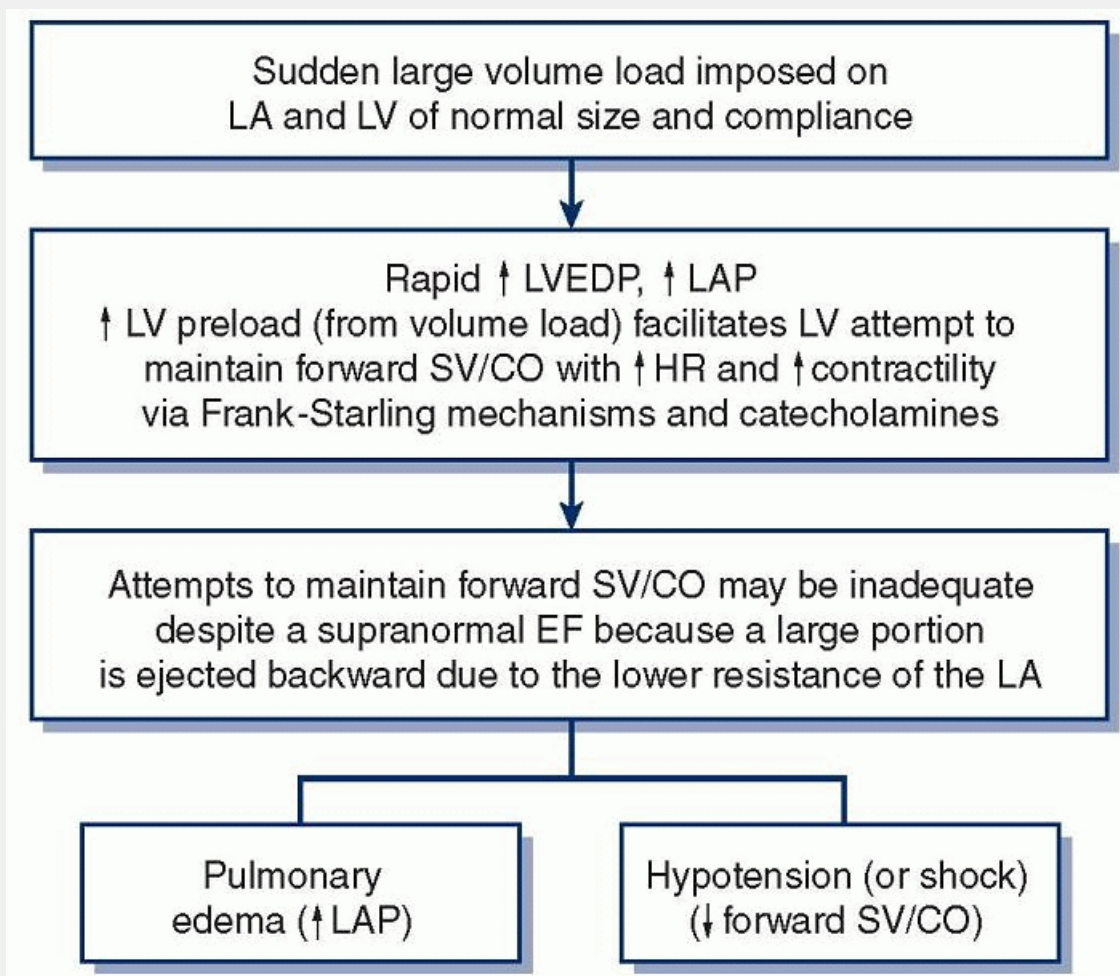 Sudden large volume load imposed on
LA and LV of normal size and compliance
Rapid ↑ LVEDP, ↑ LAP
↑ LV preload (from volume load) facilitates LV attempt to
maintain forward SV/CO with ↑ HR and ↑ contractility
via Frank-Starling mechanisms and catecholamines
Attempts to maintain forward SV/CO may be inadequate
despite a supranormal EF because a large portion
is ejected backward due to the lower resistance of the LA
Pulmonary
edema (↑ LAP)
Hypotension (or shock)
(↓ forward SV/CO)